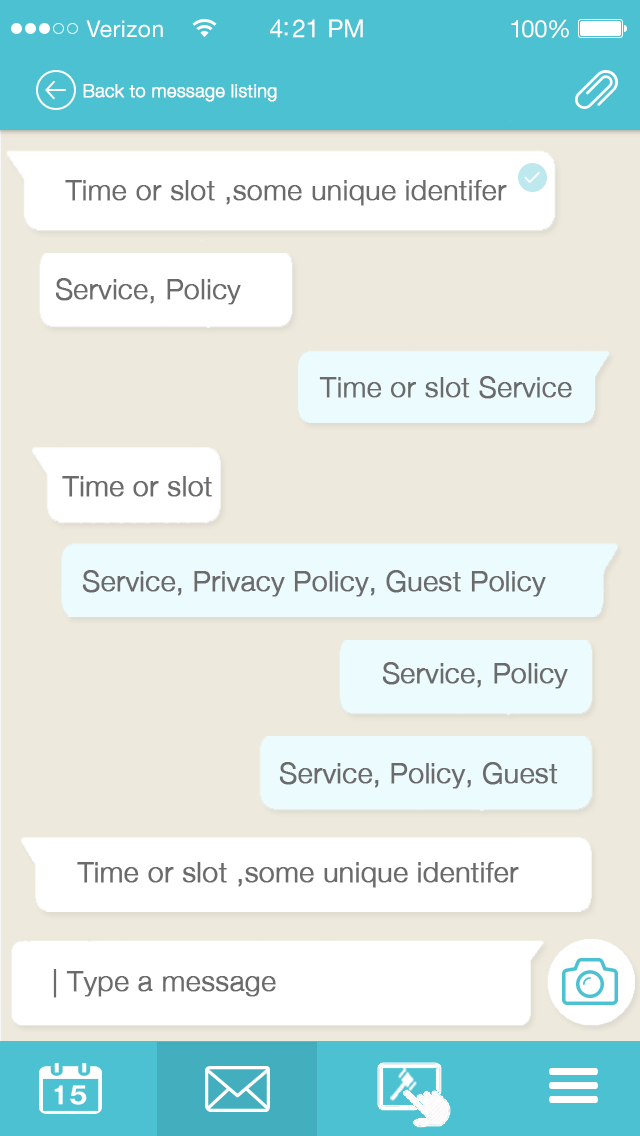 Verizon 4:21 PM 100%
Back to message listing
Time or slot ,some unique identifer
Service, Policy
Time or slot Service
Time or slot
Service, Privacy Policy, Guest Policy
Service, Policy
Service, Policy, Guest
Time or slot ,some unique identifer
| Type a message
15